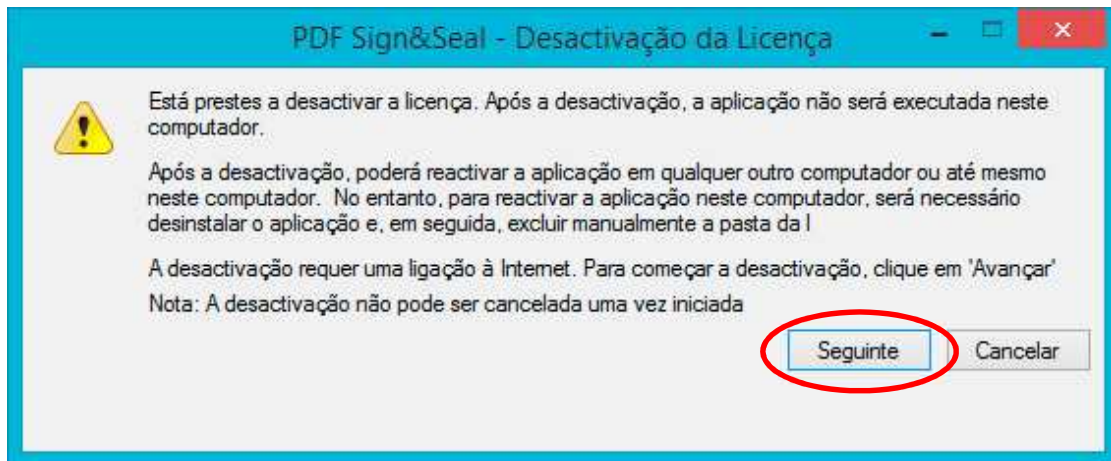 PDF Sign&Seal - Desactivação da Licença
Está prestes a desactivar a licença. Após a desactivação, a aplicação não será executada neste
computador.
Após a desactivação, poderá reactivar a aplicação em qualquer outro computador ou até mesmo
neste computador. No entanto, para reactivar a aplicação neste computador, será necessário
desinstalar o aplicação e, em seguida, excluir manualmente a pasta da l
A desactivação requer uma ligação à Internet. Para começar a desactivação, clique em 'Avançar'
Nota: A desactivação não pode ser cancelada uma vez iniciada
Seguinte Cancelar